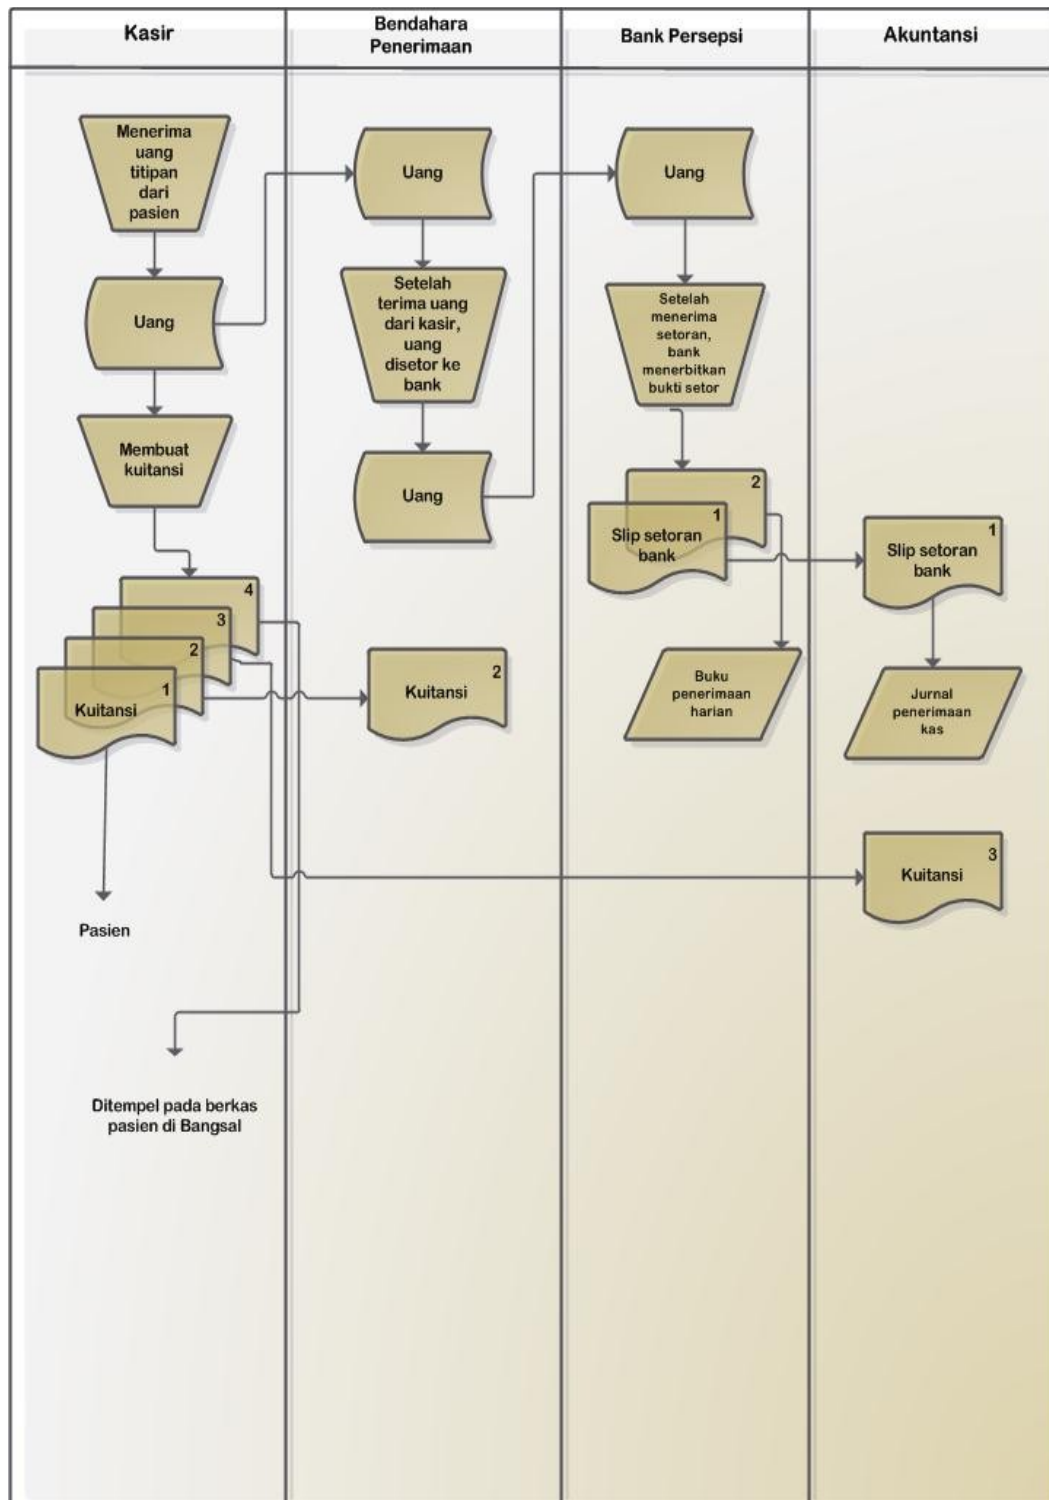 Kasir
Bendahara
Penerimaan
Bank Persepsi
Akuntansi
Menerima
uang
titipan
dari
pasien
Uang
Membuat
kuitansi
4
3
2
1
Kuitansi
Pasien
Ditempel pada berkas
pasien di Bangsal
Uang
Setelah
terima uang
dari kasir,
uang
disetor ke
bank
Uang
2
Kuitansi
Uang
Setelah
menerima
setoran,
bank
menerbitkan
bukti setor
2
1
Slip setoran
bank
Buku
penerimaan
harian
1
Slip setoran
bank
Jurnal
penerimaan
kas
3
Kuitansi